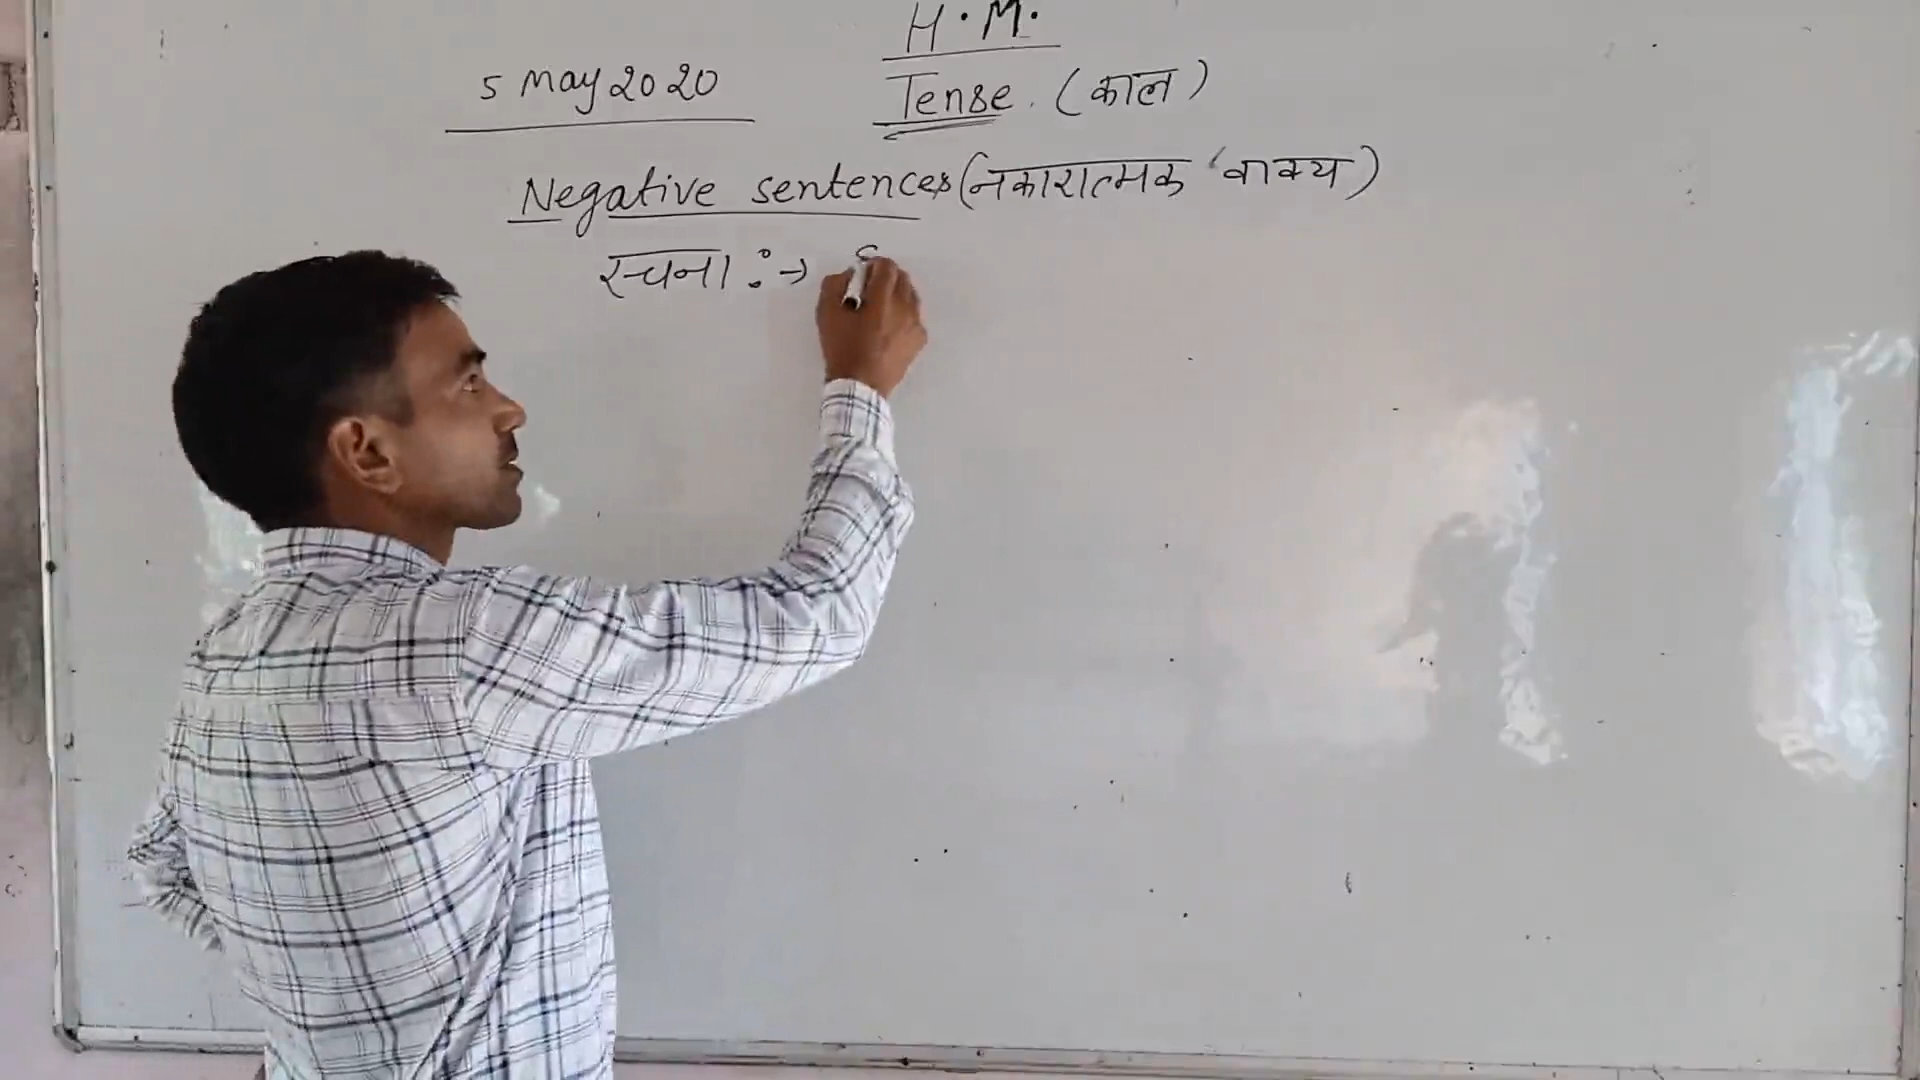 H.M.
5 May 2020
Tense. (काल)
Negative sentences (नकारात्मक वाक्य)
रचना :→ S